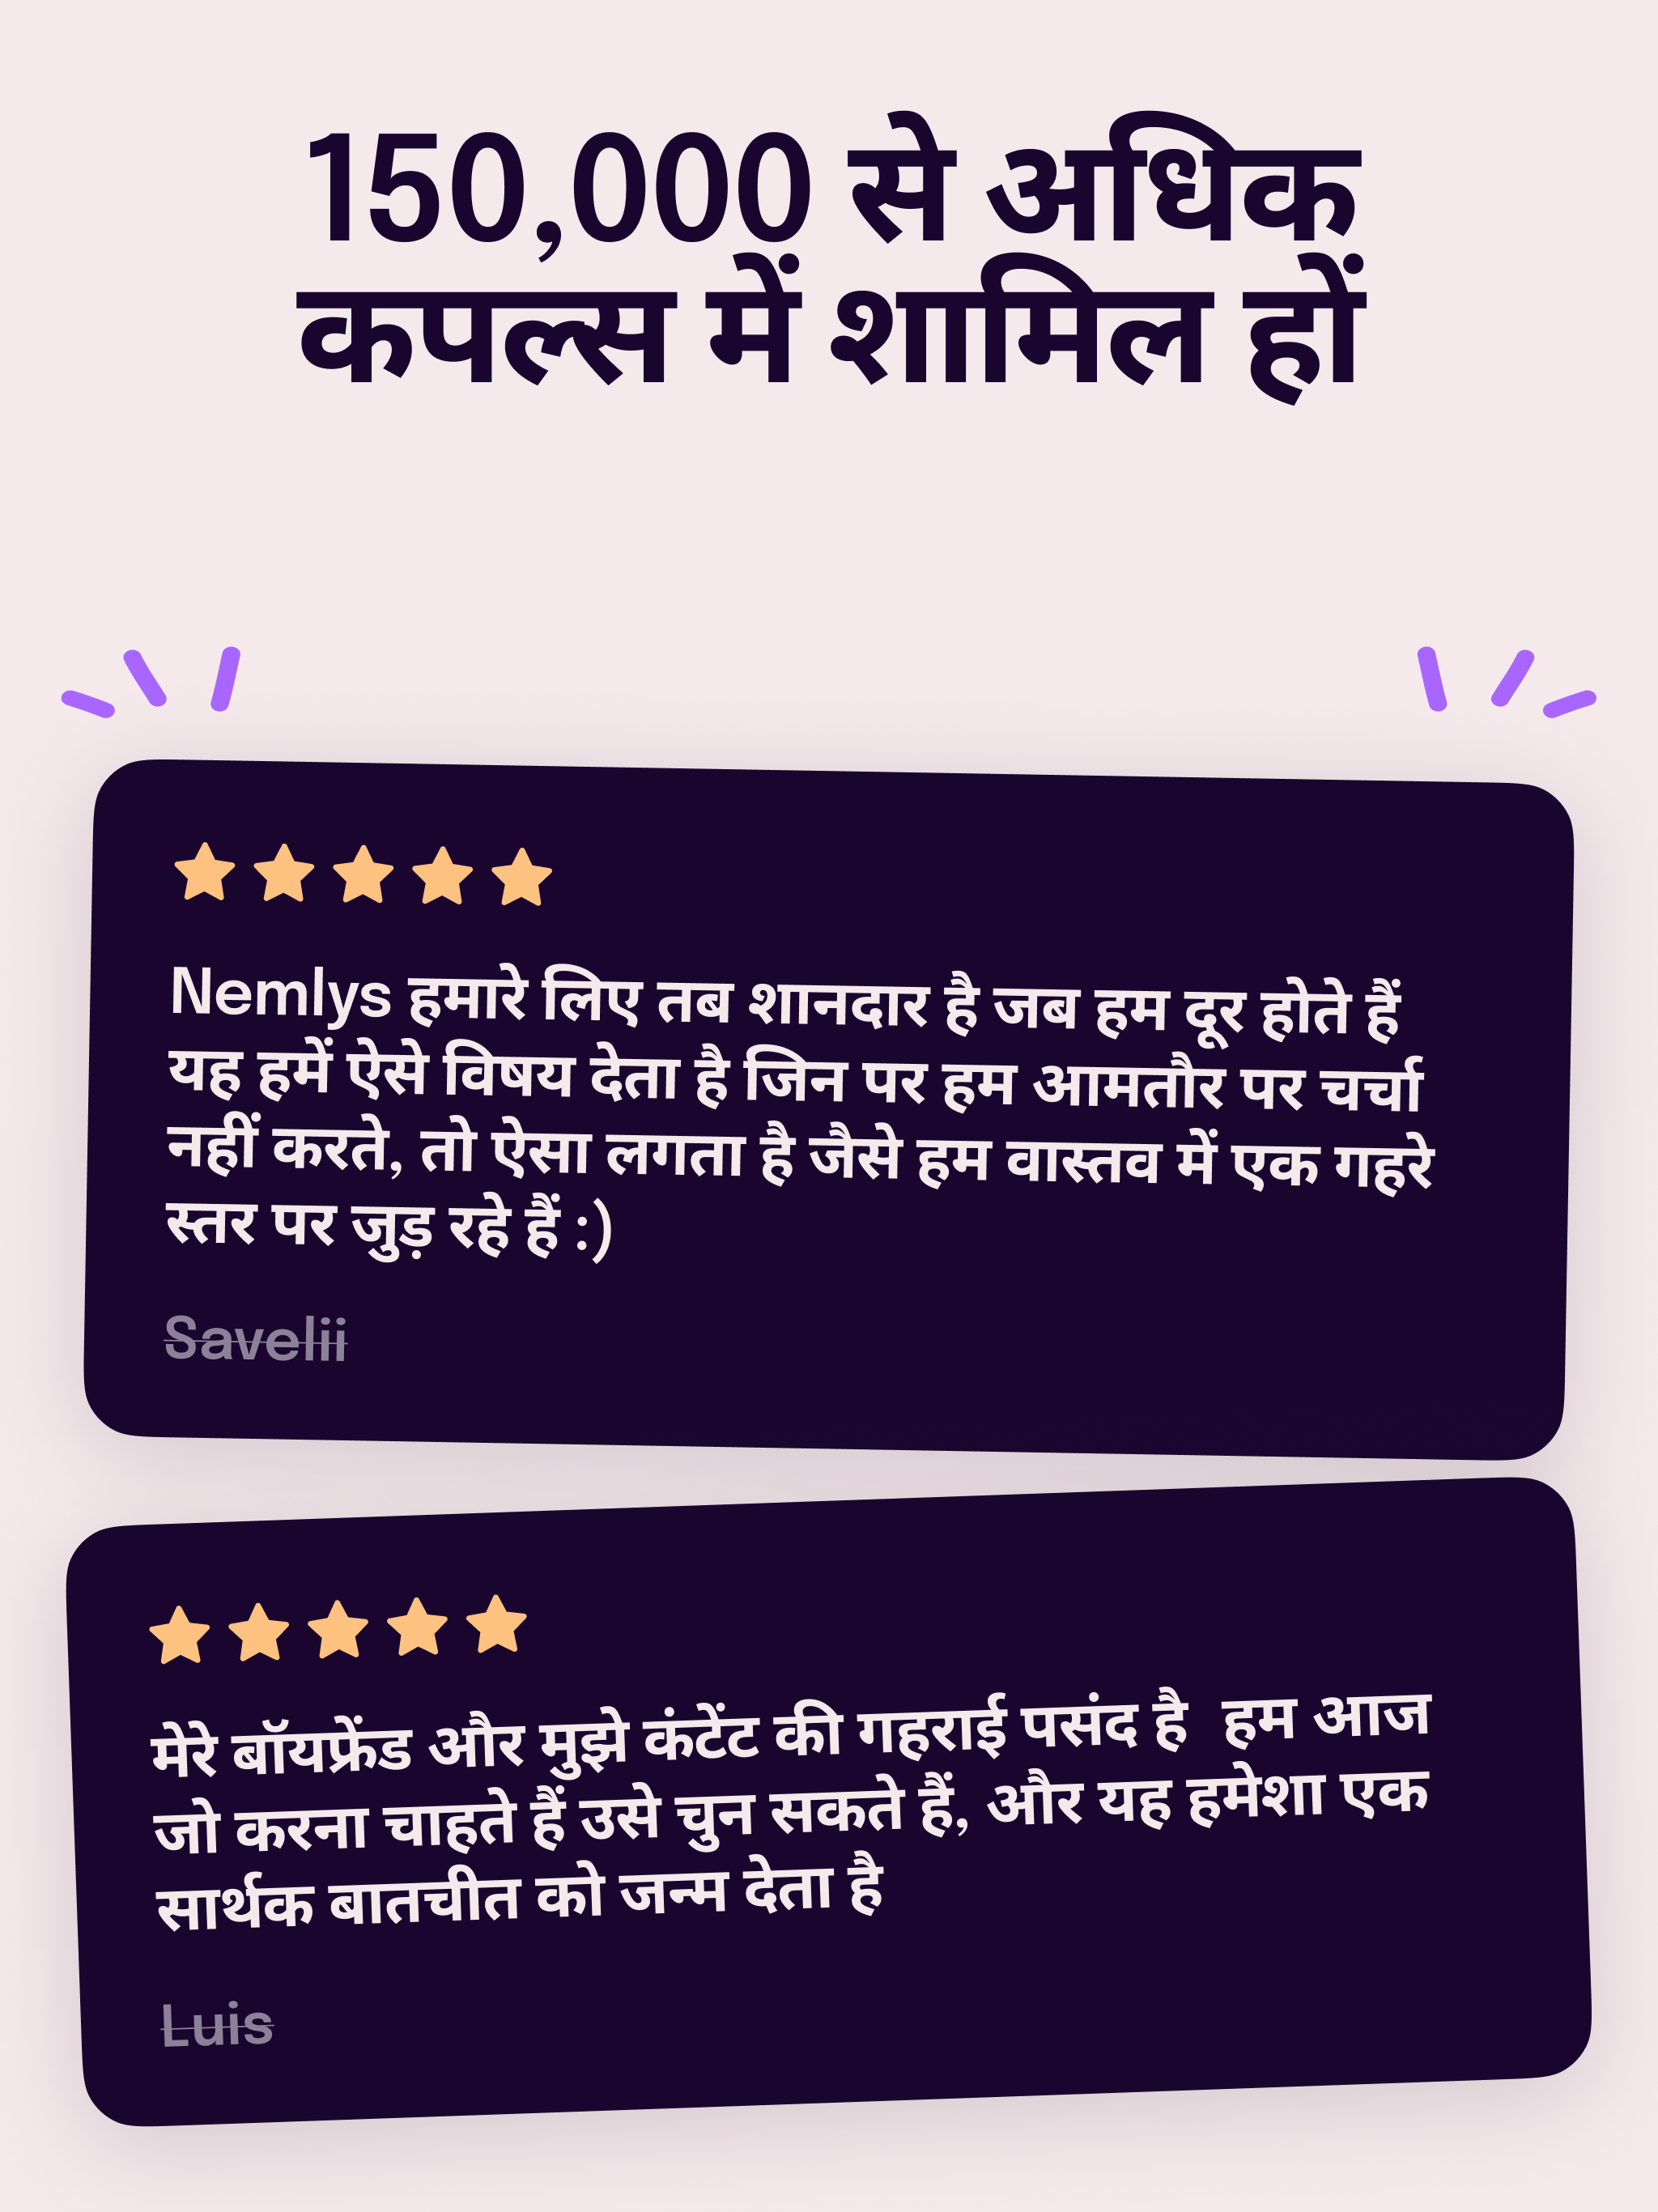 150,000 से अधिक
कपल्स में शामिल हों
Nemlys हमारे लिए तब शानदार है जब हम दूर होते हैं
यह हमें ऐसे विषय देता है जिन पर हम आमतौर पर चर्चा
नहीं करते, तो ऐसा लगता है जैसे हम वास्तव में एक गहरे
स्तर पर जुड़ रहे हैं :)
Savelii
मेरे बॉयफ्रेंड और मुझे कंटेंट की गहराई पसंद है  हम आज
जो करना चाहते हैं उसे चुन सकते हैं, और यह हमेशा एक
सार्थक बातचीत को जन्म देता है
Luis